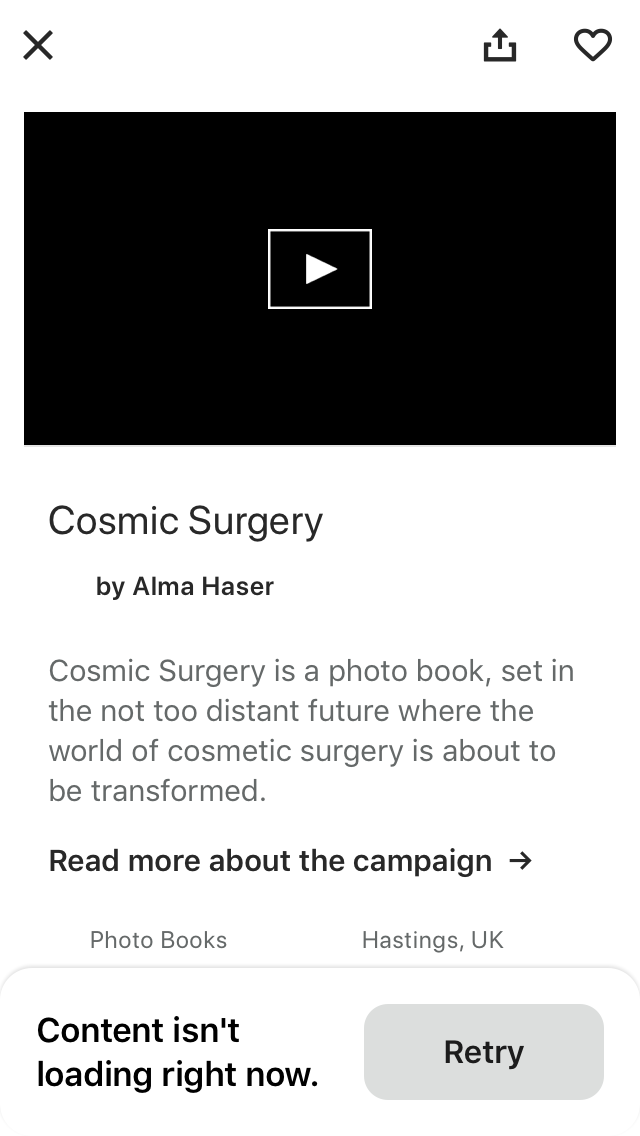 Cosmic Surgery
by Alma Haser
Cosmic Surgery is a photo book, set in
the not too distant future where the
world of cosmetic surgery is about to
be transformed.
Read more about the campaign →
Photo Books
Hastings, UK
Content isn't
loading right now.
Retry